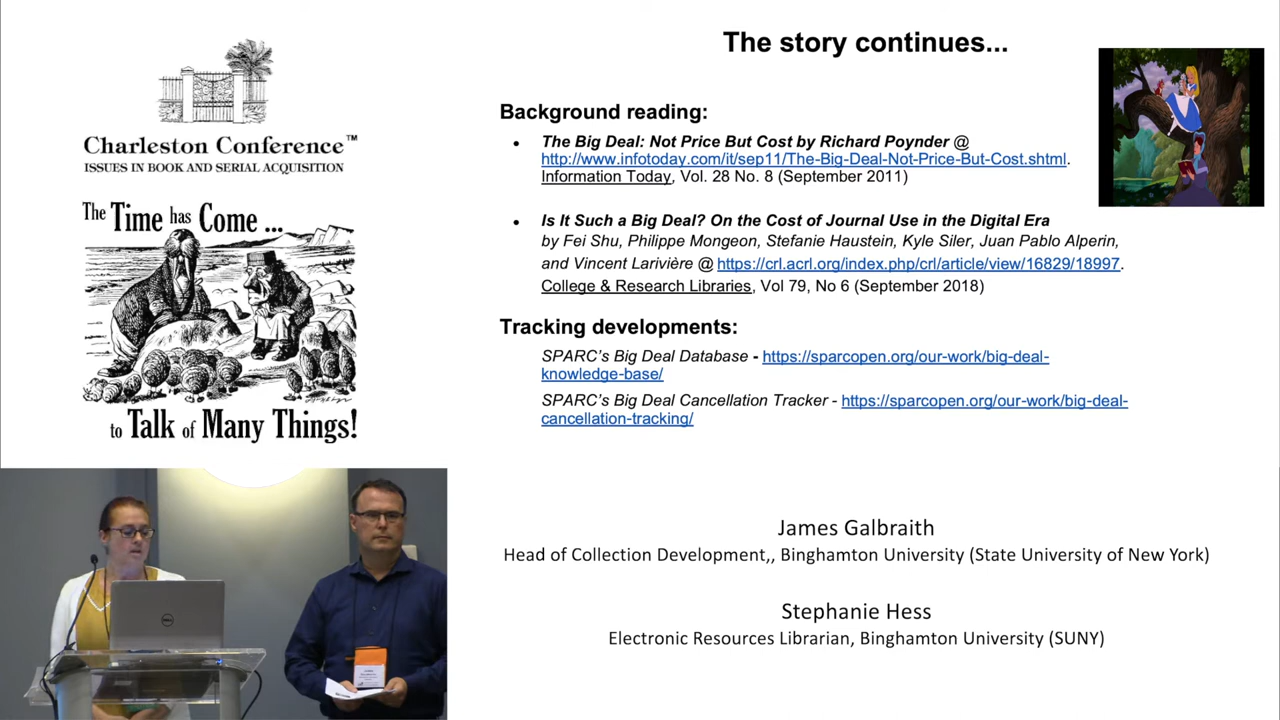 Charleston Conference™
ISSUES IN BOOK AND SERIAL ACQUISITION
The Time has Come ...
to Talk of Many Things!
The story continues...
Background reading:
• The Big Deal: Not Price But Cost by Richard Poynder @
http://www.infotoday.com/it/sep11/The-Big-Deal-Not-Price-But-Cost.shtml.
Information Today, Vol. 28 No. 8 (September 2011)
• Is It Such a Big Deal? On the Cost of Journal Use in the Digital Era
by Fei Shu, Philippe Mongeon, Stefanie Haustein, Kyle Siler, Juan Pablo Alperin,
and Vincent Larivière @ https://crl.acrl.org/index.php/crl/article/view/16829/18997.
College & Research Libraries, Vol 79, No 6 (September 2018)
Tracking developments:
SPARC's Big Deal Database - https://sparcopen.org/our-work/big-deal-
knowledge-base/
SPARC's Big Deal Cancellation Tracker - https://sparcopen.org/our-work/big-deal-
cancellation-tracking/
James Galbraith
Head of Collection Development,, Binghamton University (State University of New York)
Stephanie Hess
Electronic Resources Librarian, Binghamton University (SUNY)
DELL